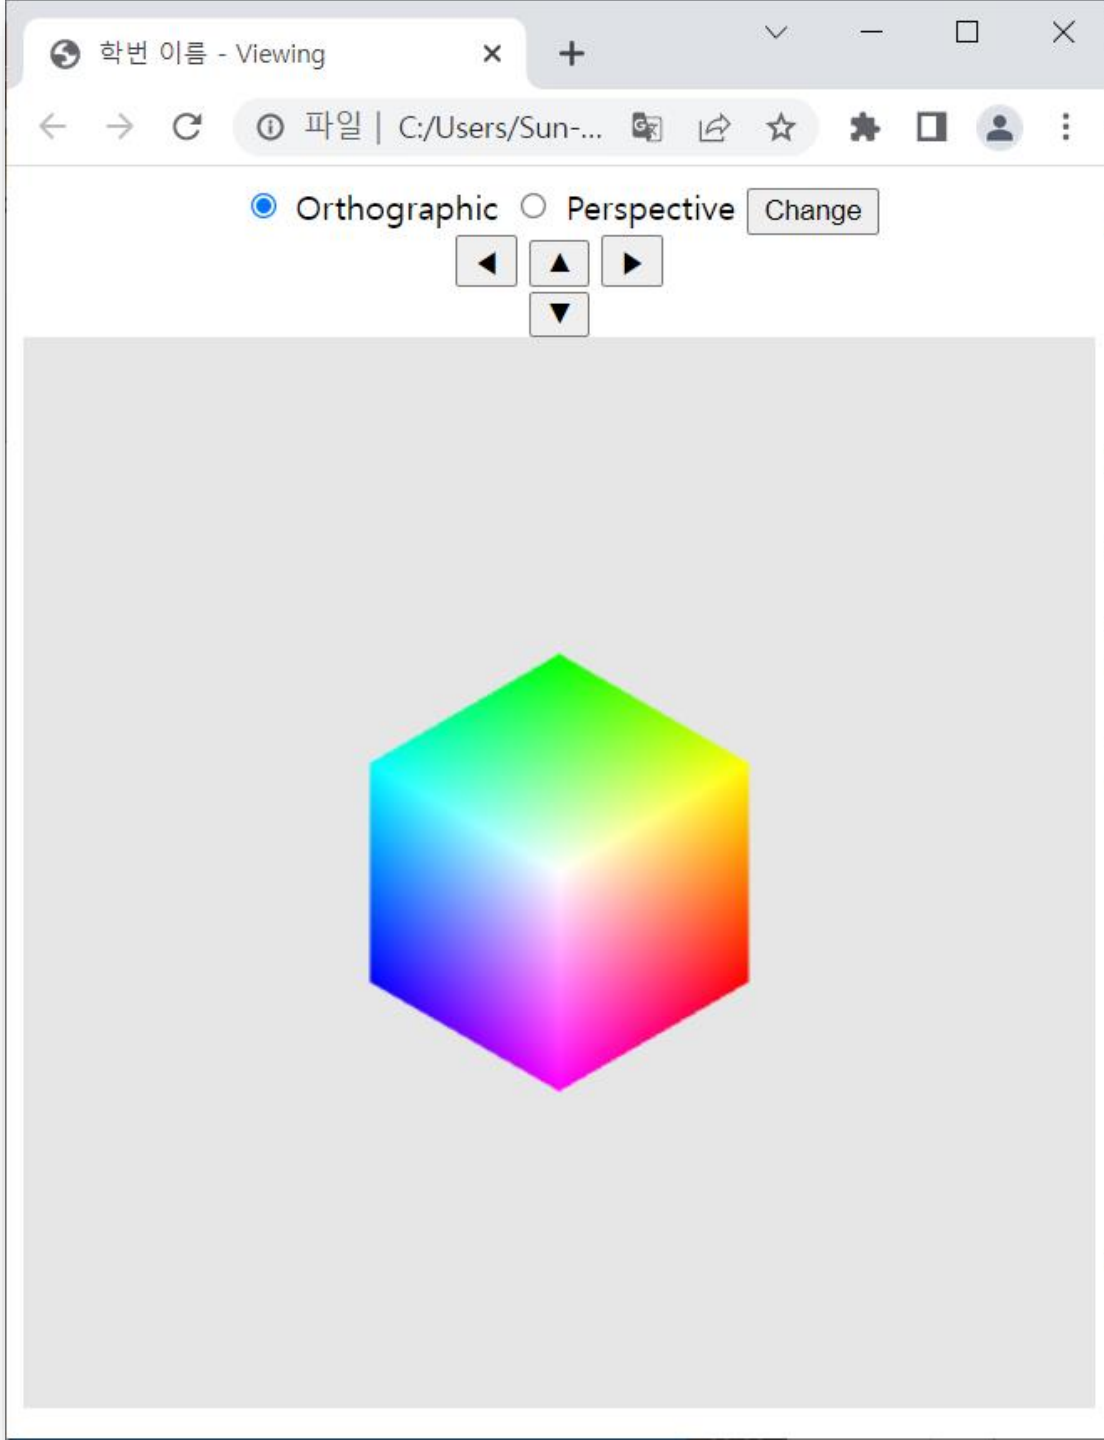 학번 이름 - Viewing
파일 | C:/Users/Sun-...
Orthographic Perspective Change
◀ ▲ ▶
▼